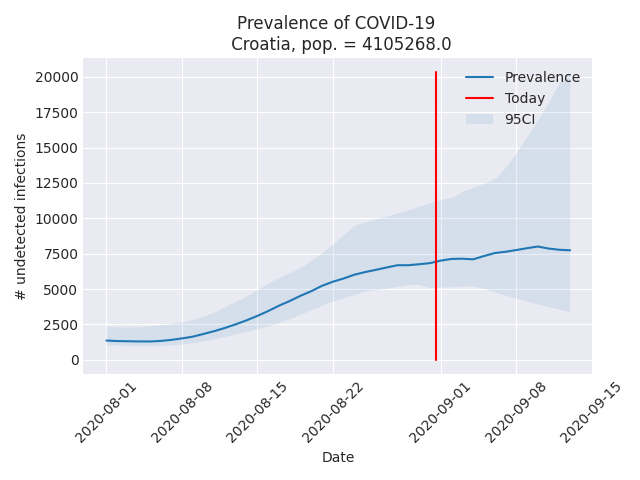 Prevalence of COVID-19
Croatia, pop. = 4105268.0
# undetected infections
20000
17500
15000
12500
10000
7500
5000
2500
0
Prevalence
Today
95CI
2020-08-01
2020-08-08
2020-08-15
2020-08-22
2020-09-01
2020-09-08
2020-09-15
Date